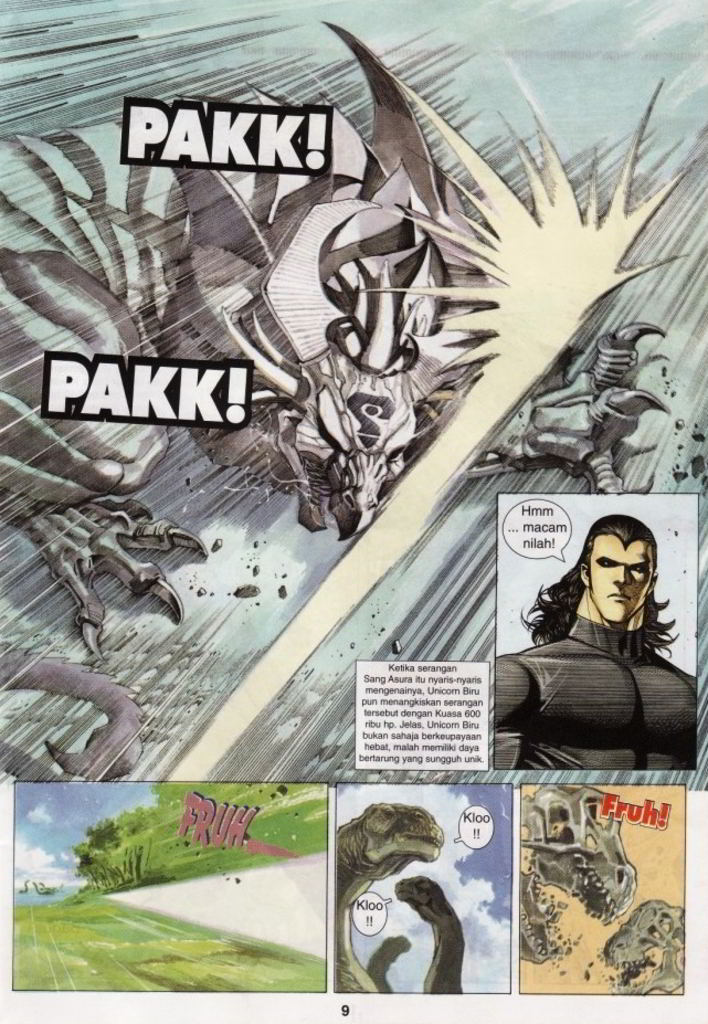 PAKK!
PAKK!
Hmm
... macam
nilah!
Ketika serangan
Sang Asura itu nyaris-nyaris
mengenainya, Unicorn Biru
pun menangkiskan serangan
tersebut dengan Kuasa 600
ribu hp. Jelas, Unicorn Biru
bukan sahaja berkeupayaan
hebat, malah memiliki daya
bertarung yang sungguh unik.
FRUH
Kloo
!!
Kloo
!!
Fruh!
9